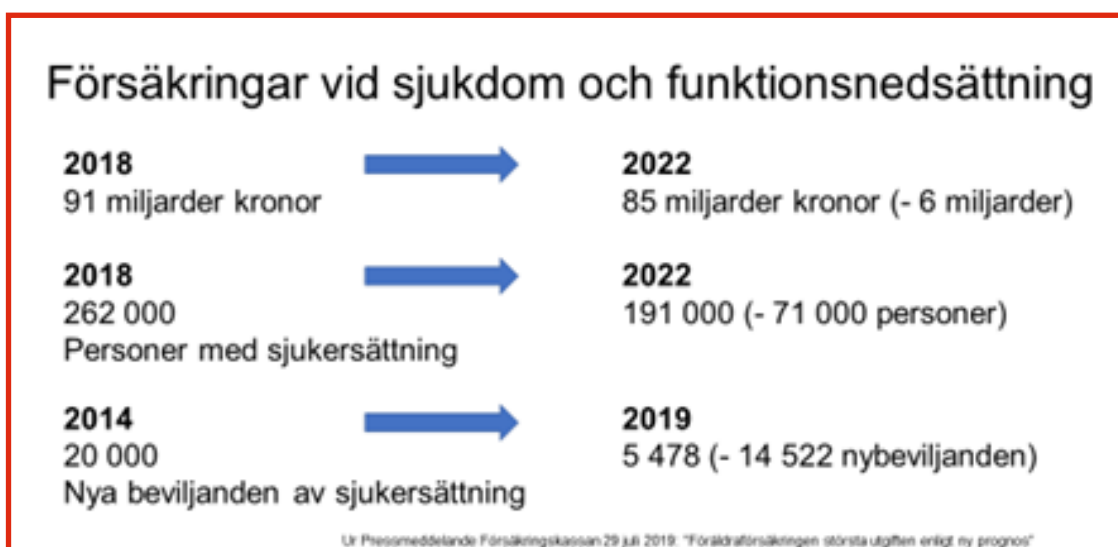 Försäkringar vid sjukdom och funktionsnedsättning
2018
91 miljarder kronor
2022
85 miljarder kronor (- 6 miljarder)
2018
262 000
Personer med sjukersättning
2022
191 000 (- 71 000 personer)
2014
20 000
Nya beviljanden av sjukersättning
2019
5 478 (- 14 522 nybeviljanden)
Ur Pressmeddelande Försäkringskassan 29 juli 2019: "Föräldraförsäkringen största utgiften enligt ny prognos"